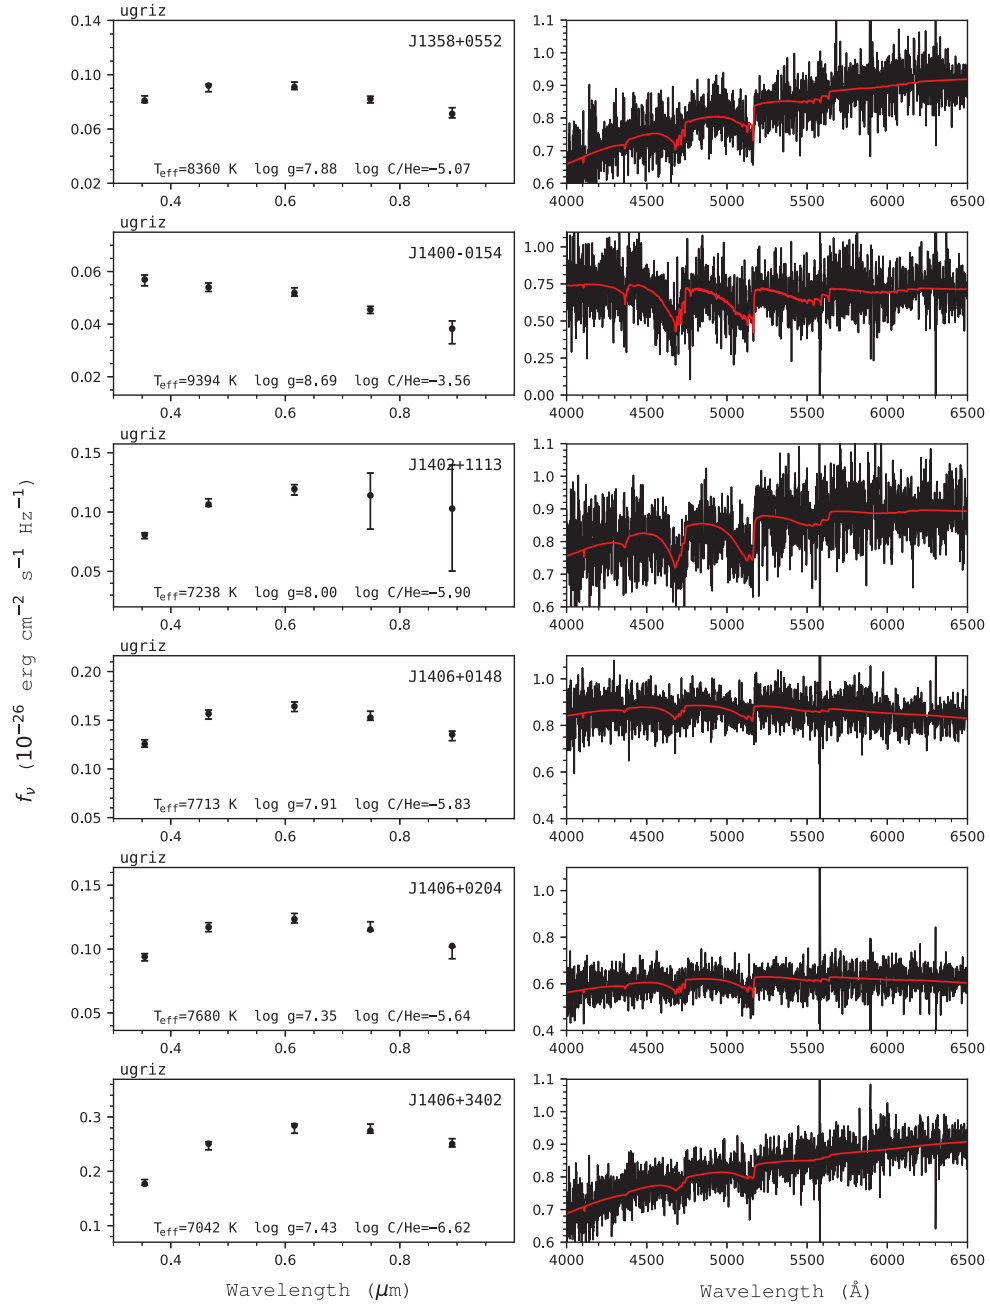 ugriz
J1358+0552
T_eff=8360 K log g=7.88 log C/He=−5.07
0.14
0.10
0.06
0.02
0.4 0.6 0.8
1.1
1.0
0.9
0.8
0.7
0.6
4000 4500 5000 5500 6000 6500
ugriz
J1400-0154
T_eff=9394 K log g=8.69 log C/He=−3.56
0.06
0.04
0.02
0.4 0.6 0.8
1.00
0.75
0.50
0.25
0.00
4000 4500 5000 5500 6000 6500
ugriz
J1402+1113
T_eff=7238 K log g=8.00 log C/He=−5.90
0.15
0.10
0.05
0.4 0.6 0.8
1.1
1.0
0.9
0.8
0.7
0.6
4000 4500 5000 5500 6000 6500
ugriz
J1406+0148
T_eff=7713 K log g=7.91 log C/He=−5.83
0.20
0.15
0.10
0.05
0.4 0.6 0.8
1.0
0.8
0.6
0.4
4000 4500 5000 5500 6000 6500
ugriz
J1406+0204
T_eff=7680 K log g=7.35 log C/He=−5.64
0.15
0.10
0.05
0.4 0.6 0.8
1.0
0.8
0.6
0.4
4000 4500 5000 5500 6000 6500
ugriz
J1406+3402
T_eff=7042 K log g=7.43 log C/He=−6.62
0.3
0.2
0.1
0.4 0.6 0.8
1.1
1.0
0.9
0.8
0.7
0.6
4000 4500 5000 5500 6000 6500
f_ν (10⁻²⁶ erg cm⁻² s⁻¹ Hz⁻¹)
Wavelength (μm)
Wavelength (Å)